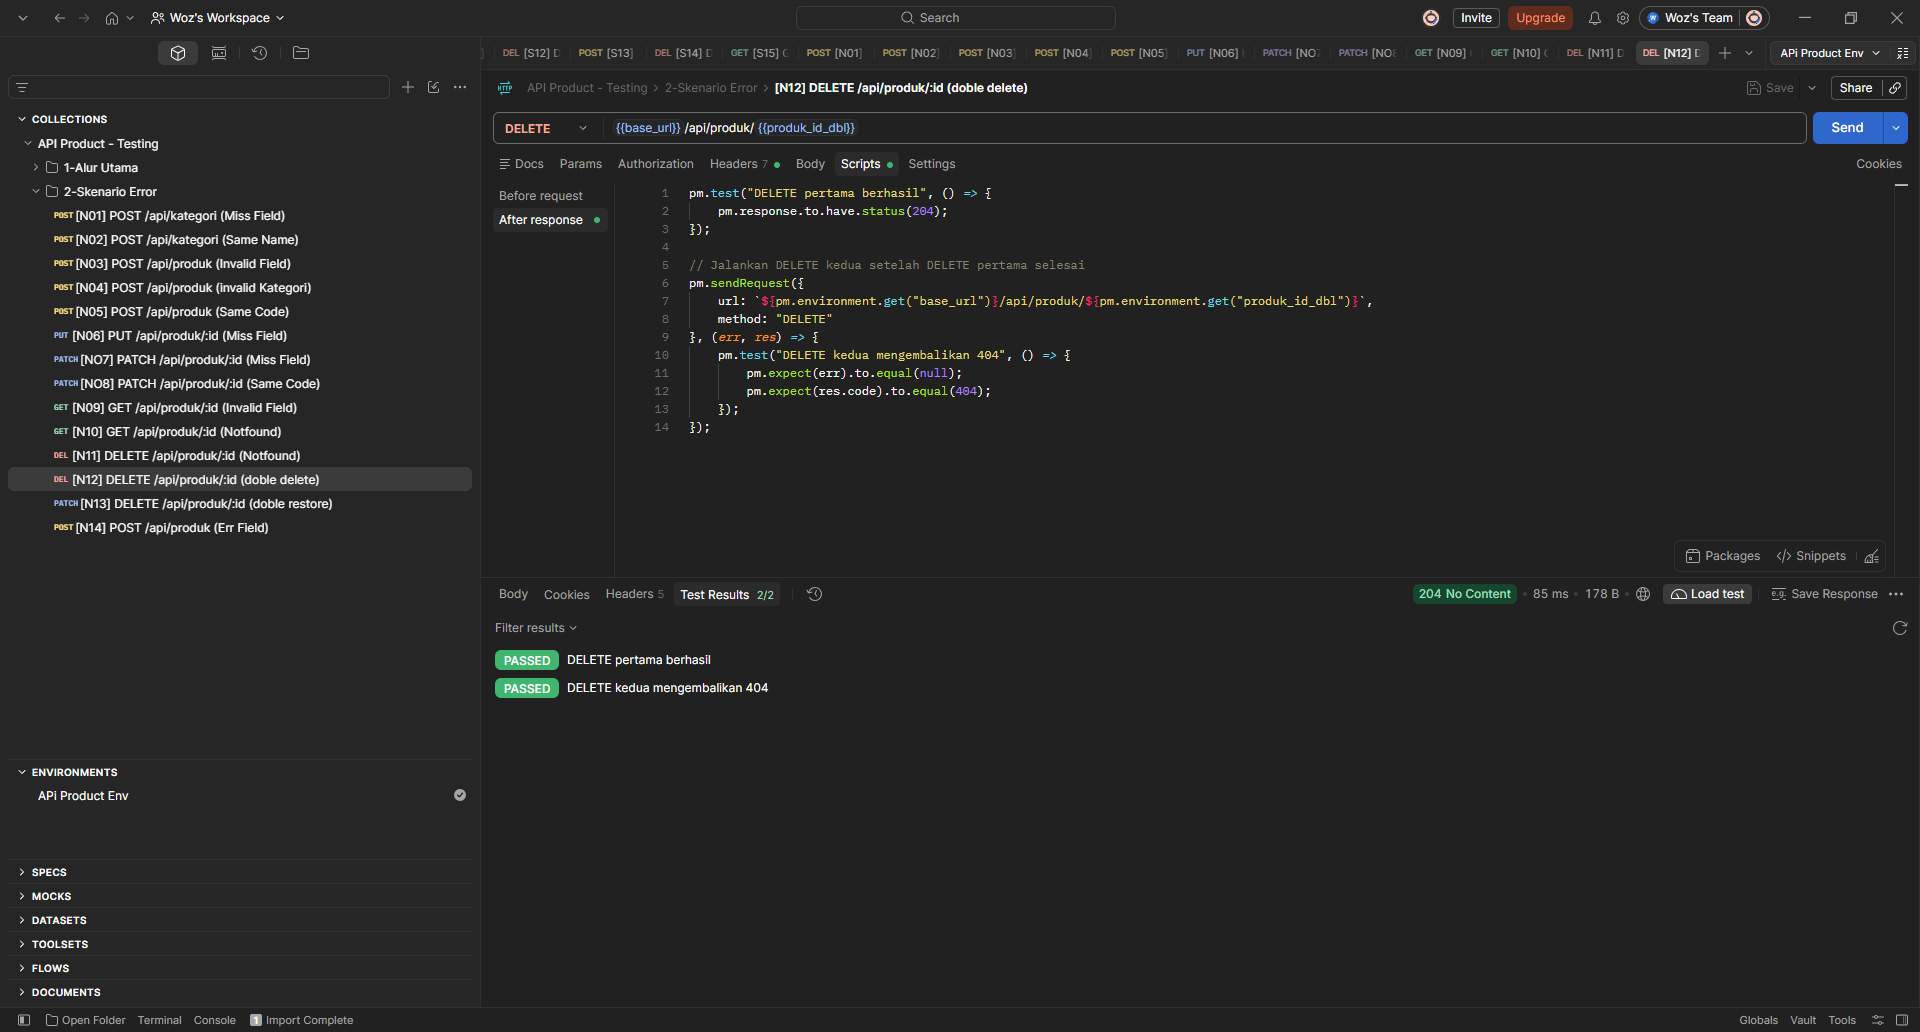 Woz's Workspace
Search
Invite
Upgrade
W Woz's Team
DEL [S12] D
POST [S13]
DEL [S14] D
GET [S15]
POST [N01]
POST [N02]
POST [N03]
POST [N04]
POST [N05]
PUT [N06]
PATCH [NO7
PATCH [NO8
GET [N09]
GET [N10]
DEL [N11] D
DEL [N12] D
APi Product Env
COLLECTIONS
API Product - Testing
1-Alur Utama
2-Skenario Error
POST [N01] POST /api/kategori (Miss Field)
POST [N02] POST /api/kategori (Same Name)
POST [N03] POST /api/produk (Invalid Field)
POST [N04] POST /api/produk (invalid Kategori)
POST [N05] POST /api/produk (Same Code)
PUT [N06] PUT /api/produk/:id (Miss Field)
PATCH [NO7] PATCH /api/produk/:id (Miss Field)
PATCH [NO8] PATCH /api/produk/:id (Same Code)
GET [N09] GET /api/produk/:id (Invalid Field)
GET [N10] GET /api/produk/:id (Notfound)
DEL [N11] DELETE /api/produk/:id (Notfound)
DEL [N12] DELETE /api/produk/:id (doble delete)
PATCH [N13] DELETE /api/produk/:id (doble restore)
POST [N14] POST /api/produk (Err Field)
ENVIRONMENTS
APi Product Env
SPECS
MOCKS
DATASETS
TOOLSETS
FLOWS
DOCUMENTS
HTTP API Product - Testing > 2-Skenario Error > [N12] DELETE /api/produk/:id (doble delete)
Save
Share
DELETE {{base_url}} /api/produk/ {{produk_id_dbl}}
Send
Docs Params Authorization Headers 7 Body Scripts Settings
Cookies
Before request
After response
1 pm.test("DELETE pertama berhasil", () => {
2 pm.response.to.have.status(204);
3 });
4
5 // Jalankan DELETE kedua setelah DELETE pertama selesai
6 pm.sendRequest({
7 url: `${pm.environment.get("base_url")}/api/produk/${pm.environment.get("produk_id_dbl")}`,
8 method: "DELETE"
9 }, (err, res) => {
10 pm.test("DELETE kedua mengembalikan 404", () => {
11 pm.expect(err).to.equal(null);
12 pm.expect(res.code).to.equal(404);
13 });
14 });
Packages
Snippets
Body Cookies Headers 5 Test Results 2/2
204 No Content 85 ms 178 B
Load test
e.g. Save Response
Filter results
PASSED DELETE pertama berhasil
PASSED DELETE kedua mengembalikan 404
Open Folder Terminal Console 1 Import Complete
Globals Vault Tools